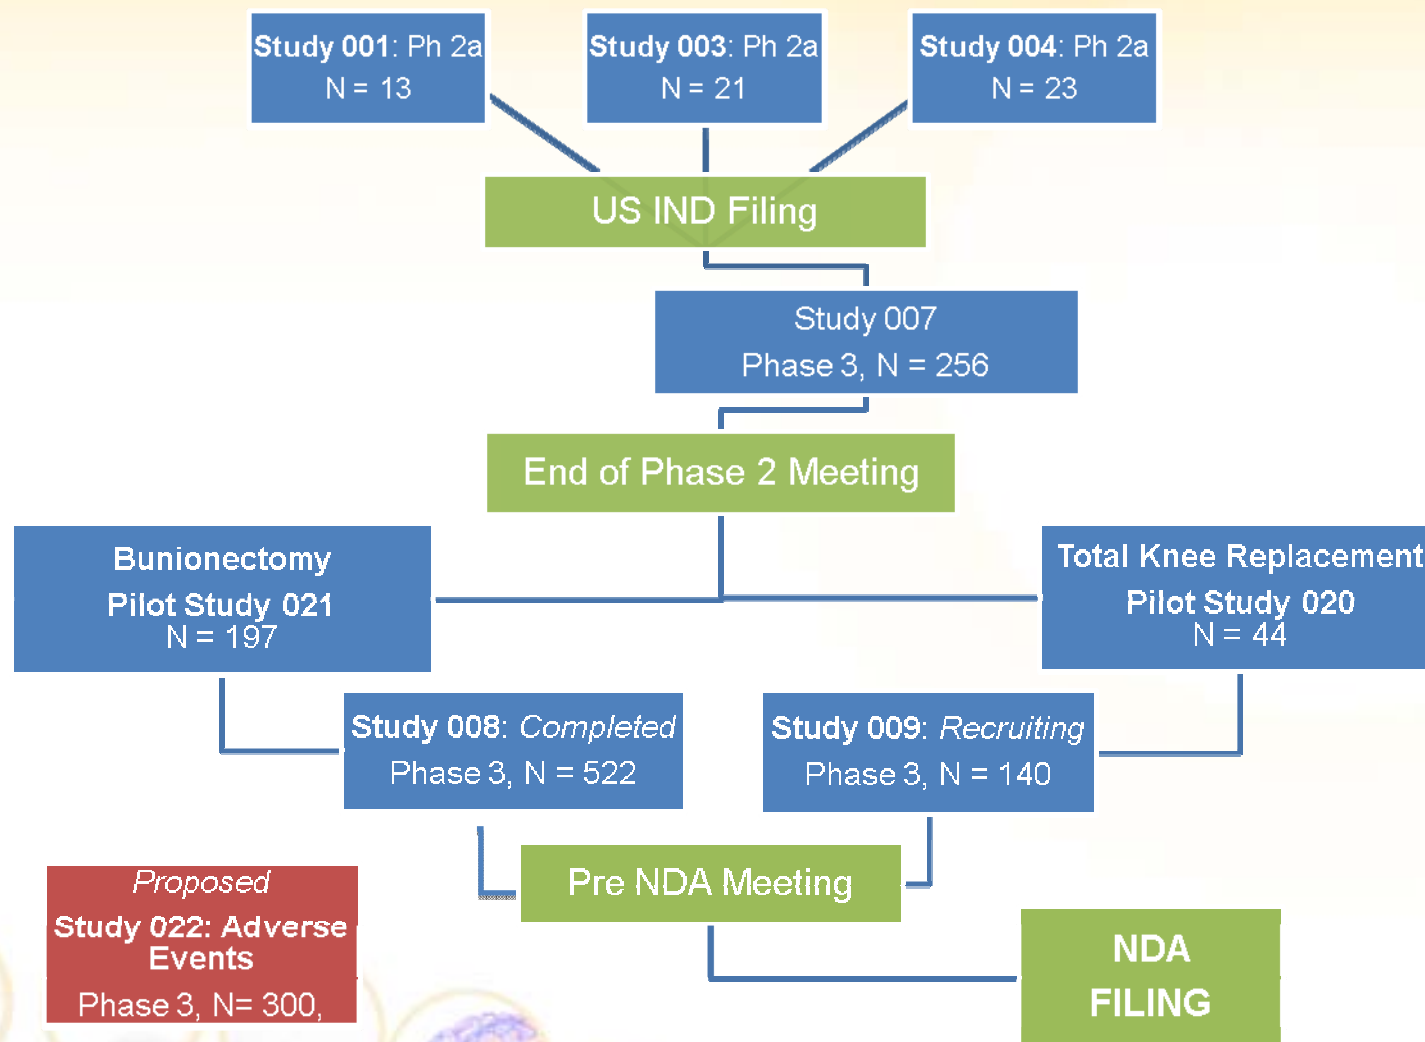 Study 001: Ph 2a
N = 13
Study 003: Ph 2a
N = 21
Study 004: Ph 2a
N = 23
US IND Filing
Study 007
Phase 3, N = 256
End of Phase 2 Meeting
Bunionectomy
Pilot Study 021
N = 197
Total Knee Replacement
Pilot Study 020
N = 44
Study 008: Completed
Phase 3, N = 522
Study 009: Recruiting
Phase 3, N = 140
Proposed
Study 022: Adverse
Events
Phase 3, N= 300,
Pre NDA Meeting
NDA
FILING